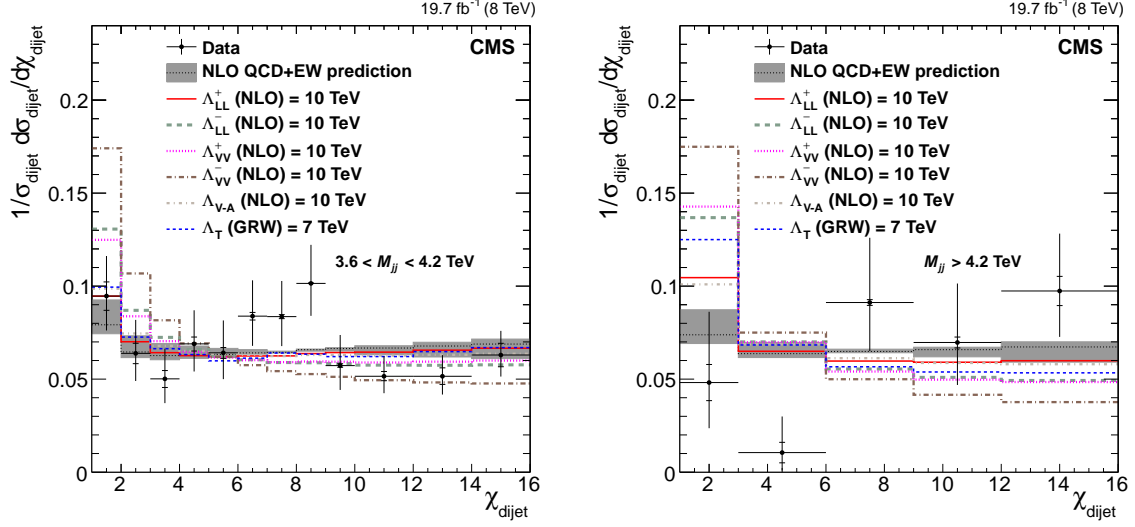 19.7 fb⁻¹ (8 TeV)
CMS
Data
NLO QCD+EW prediction
Λ⁺LL (NLO) = 10 TeV
Λ⁻LL (NLO) = 10 TeV
Λ⁺VV (NLO) = 10 TeV
Λ⁻VV (NLO) = 10 TeV
ΛV-A (NLO) = 10 TeV
ΛT (GRW) = 7 TeV
3.6 < Mjj < 4.2 TeV
1/σdijet dσdijet/dχdijet
0.2
0.15
0.1
0.05
0
2 4 6 8 10 12 14 16
χdijet
19.7 fb⁻¹ (8 TeV)
CMS
Data
NLO QCD+EW prediction
Λ⁺LL (NLO) = 10 TeV
Λ⁻LL (NLO) = 10 TeV
Λ⁺VV (NLO) = 10 TeV
Λ⁻VV (NLO) = 10 TeV
ΛV-A (NLO) = 10 TeV
ΛT (GRW) = 7 TeV
Mjj > 4.2 TeV
1/σdijet dσdijet/dχdijet
0.2
0.15
0.1
0.05
0
2 4 6 8 10 12 14 16
χdijet